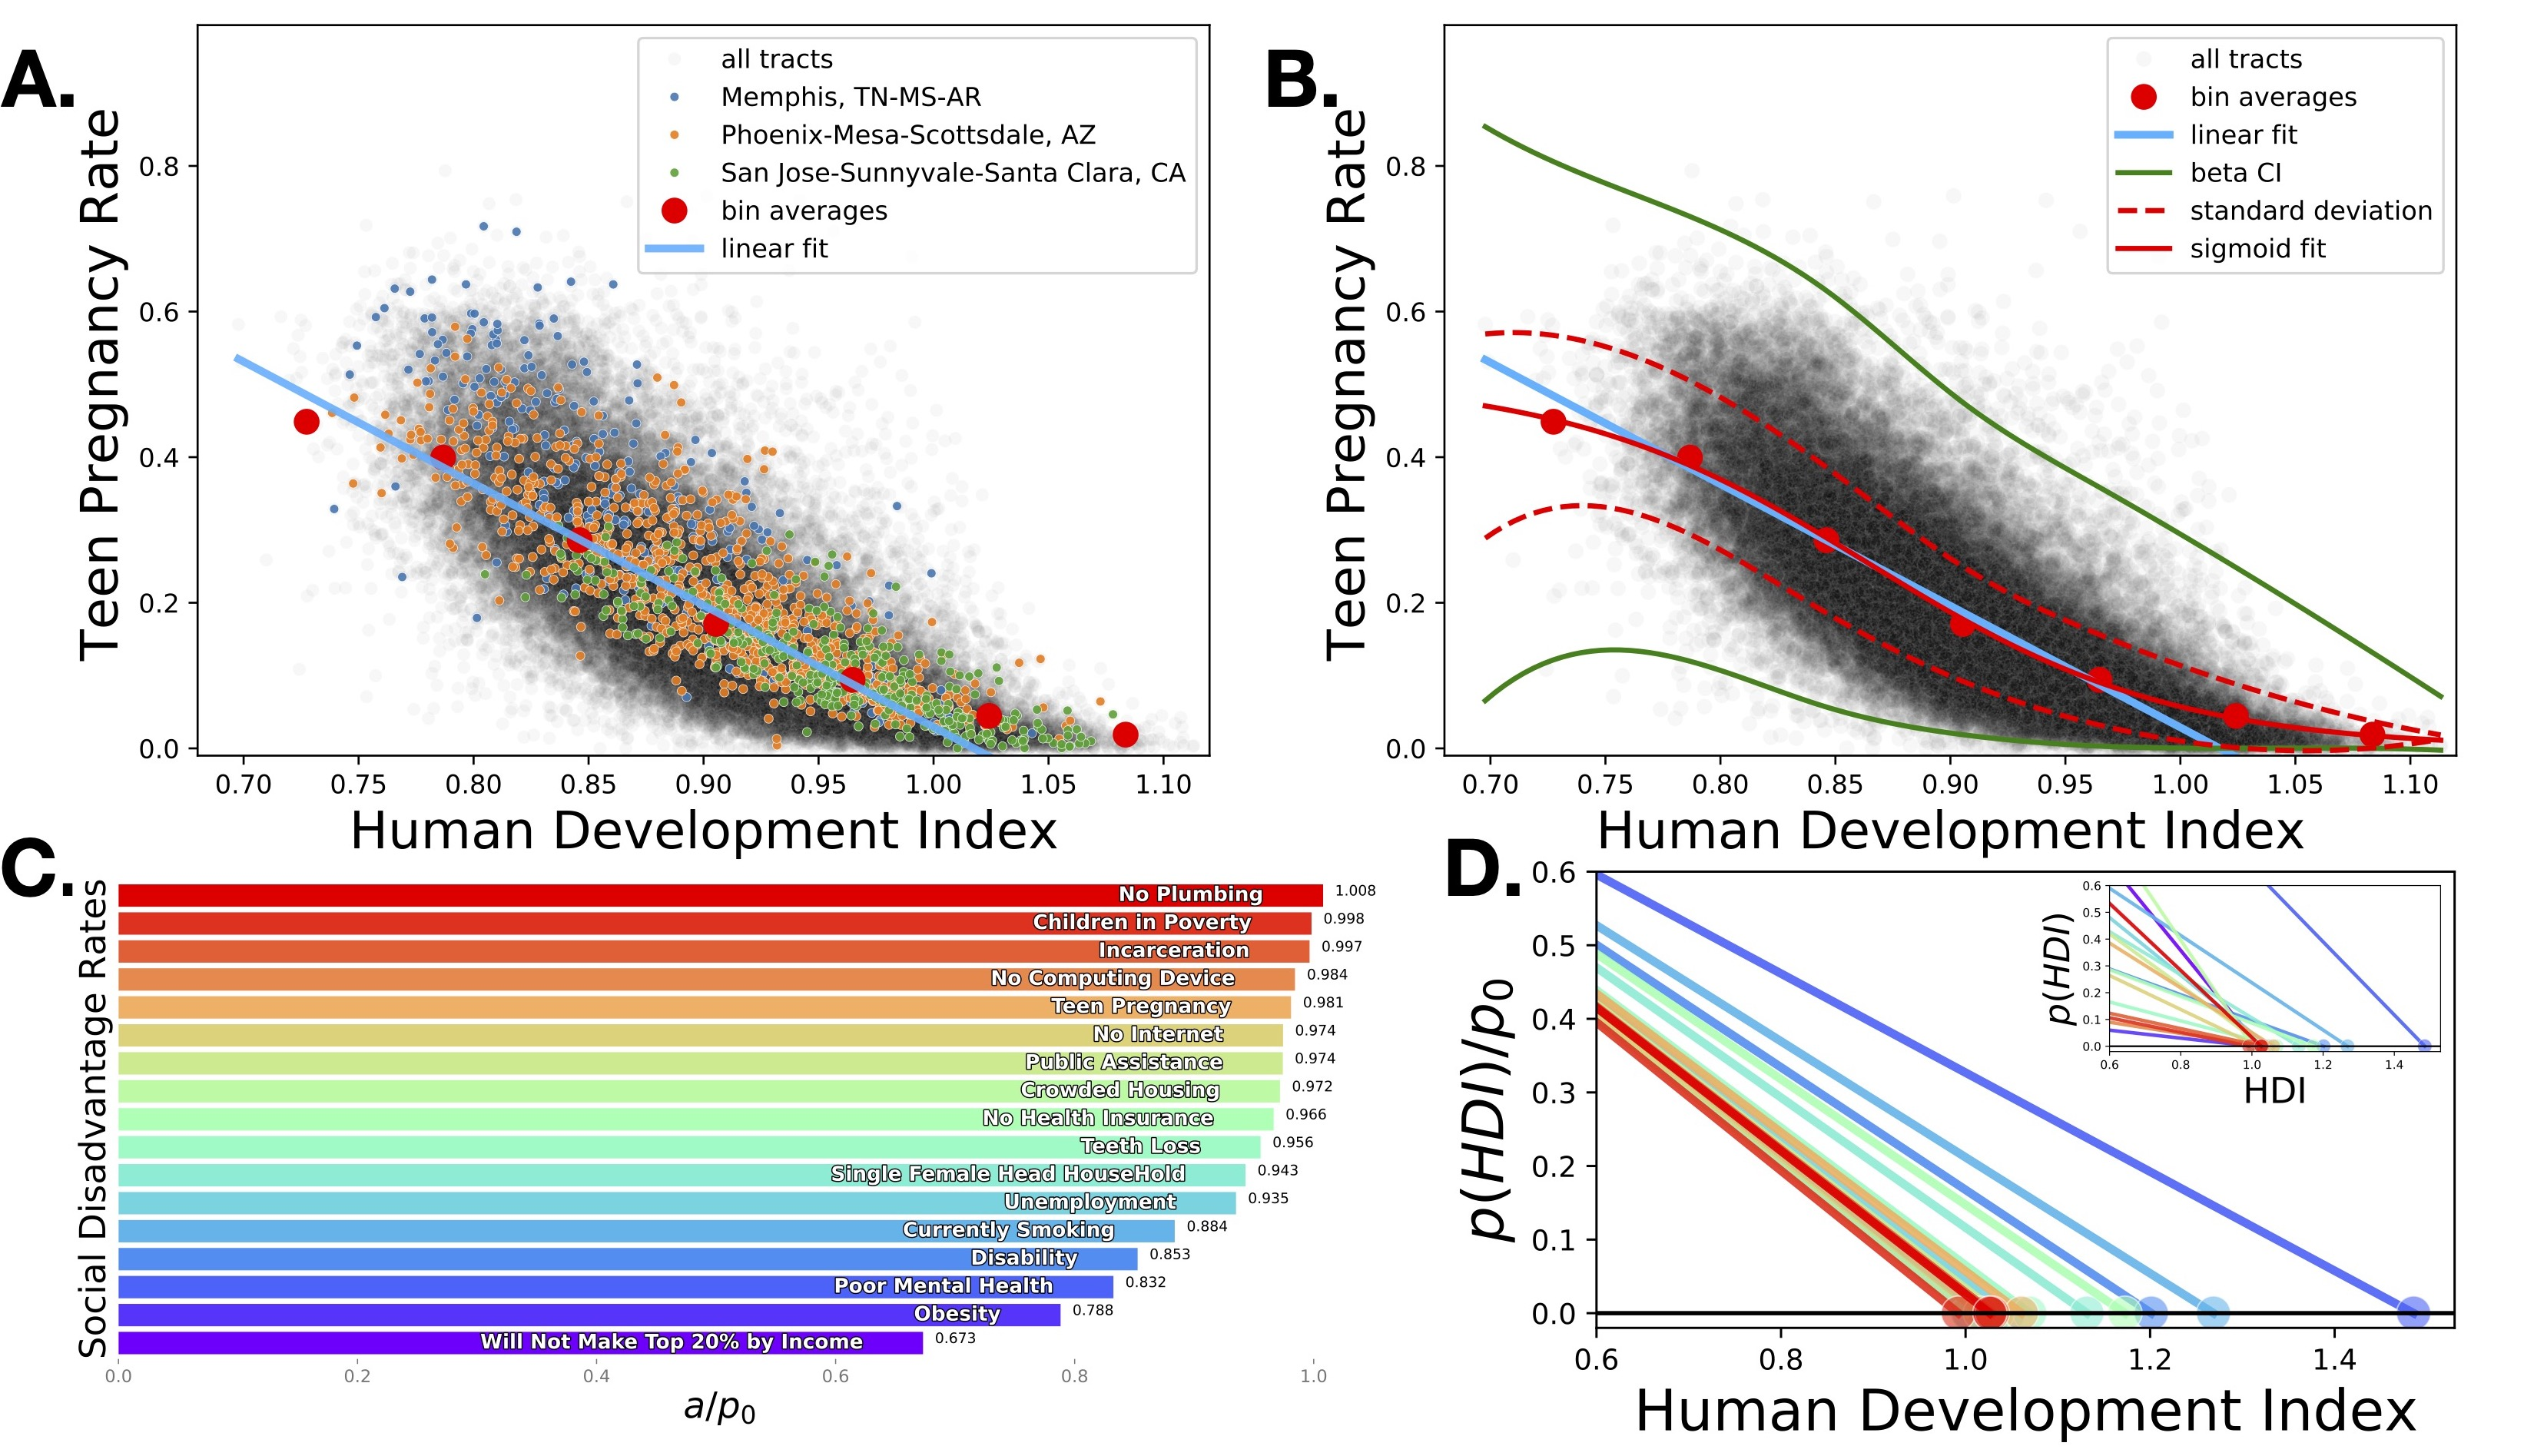 A.
Teen Pregnancy Rate
0.8
0.6
0.4
0.2
0.0
all tracts
Memphis, TN-MS-AR
Phoenix-Mesa-Scottsdale, AZ
San Jose-Sunnyvale-Santa Clara, CA
bin averages
linear fit
0.70 0.75 0.80 0.85 0.90 0.95 1.00 1.05 1.10
Human Development Index
B.
Teen Pregnancy Rate
0.8
0.6
0.4
0.2
0.0
all tracts
bin averages
linear fit
beta CI
standard deviation
sigmoid fit
0.70 0.75 0.80 0.85 0.90 0.95 1.00 1.05 1.10
Human Development Index
C.
Social Disadvantage Rates
No Plumbing 1.008
Children in Poverty 0.998
Incarceration 0.997
No Computing Device 0.984
Teen Pregnancy 0.981
No Internet 0.974
Public Assistance 0.974
Crowded Housing 0.972
No Health Insurance 0.966
Teeth Loss 0.956
Single Female Head HouseHold 0.943
Unemployment 0.935
Currently Smoking 0.884
Disability 0.853
Poor Mental Health 0.832
Obesity 0.788
Will Not Make Top 20% by Income 0.673
0.0 0.2 0.4 0.6 0.8 1.0
a/p₀
D.
p(HDI)/p₀
0.6
0.5
0.4
0.3
0.2
0.1
0.0
p(HDI)
0.6
0.5
0.4
0.3
0.2
0.1
0.0
0.6 0.8 1.0 1.2 1.4
HDI
0.6 0.8 1.0 1.2 1.4
Human Development Index